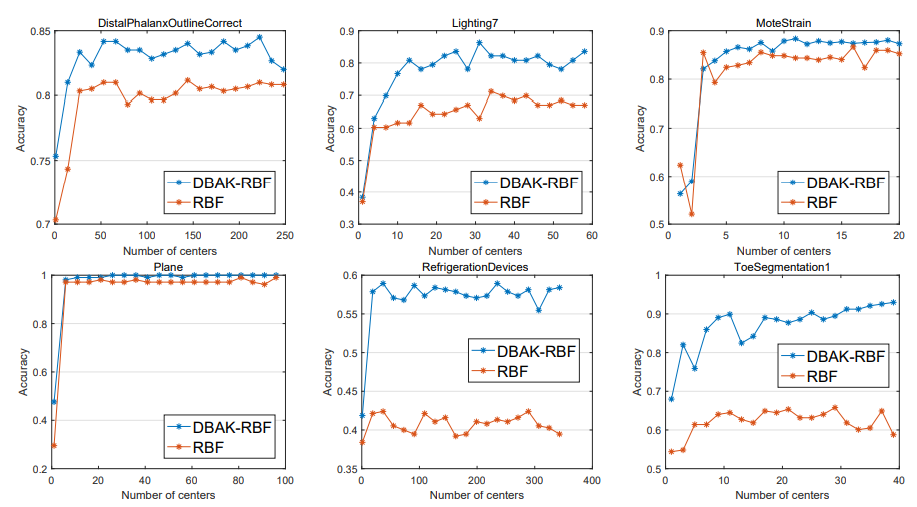 DistalPhalanxOutlineCorrect
0.85
0.8
0.75
0.7
Accuracy
0 50 100 150 200 250
Number of centers
DBAK-RBF
RBF
Lighting7
0.9
0.8
0.7
0.6
0.5
0.4
0.3
Accuracy
0 10 20 30 40 50 60
Number of centers
DBAK-RBF
RBF
MoteStrain
0.9
0.8
0.7
0.6
0.5
Accuracy
0 5 10 15 20
Number of centers
DBAK-RBF
RBF
Plane
1
0.8
0.6
0.4
0.2
Accuracy
0 20 40 60 80 100
Number of centers
DBAK-RBF
RBF
RefrigerationDevices
0.6
0.55
0.5
0.45
0.4
0.35
Accuracy
0 100 200 300 400
Number of centers
DBAK-RBF
RBF
ToeSegmentation1
1
0.9
0.8
0.7
0.6
0.5
Accuracy
0 10 20 30 40
Number of centers
DBAK-RBF
RBF